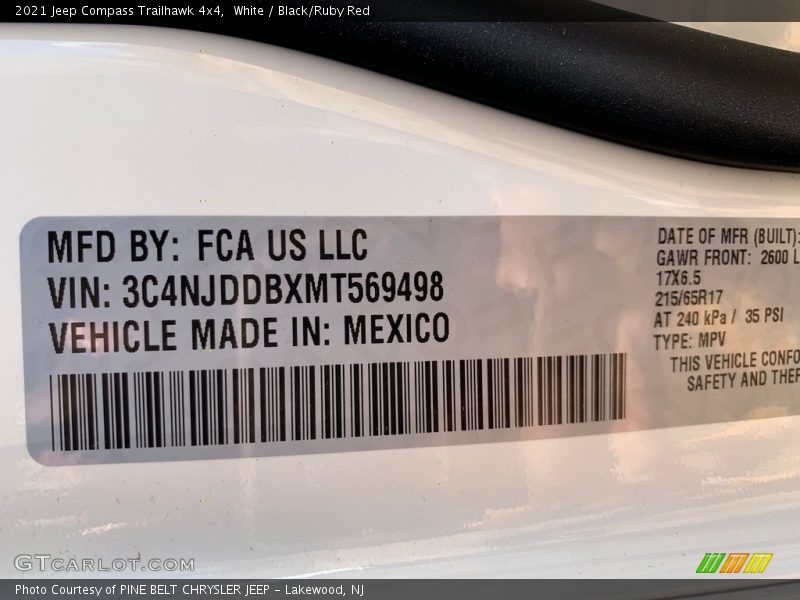 2021 Jeep Compass Trailhawk 4x4,  White / Black/Ruby Red
MFD BY: FCA US LLC
VIN: 3C4NJDDBXMT569498
VEHICLE MADE IN: MEXICO
DATE OF MFR (BUILT):
GAWR FRONT: 2600 L
17X6.5
215/65R17
AT 240 kPa / 35 PSI
TYPE: MPV
THIS VEHICLE CONFO
SAFETY AND THEF
GTCARLOT.COM
Photo Courtesy of PINE BELT CHRYSLER JEEP - Lakewood, NJ